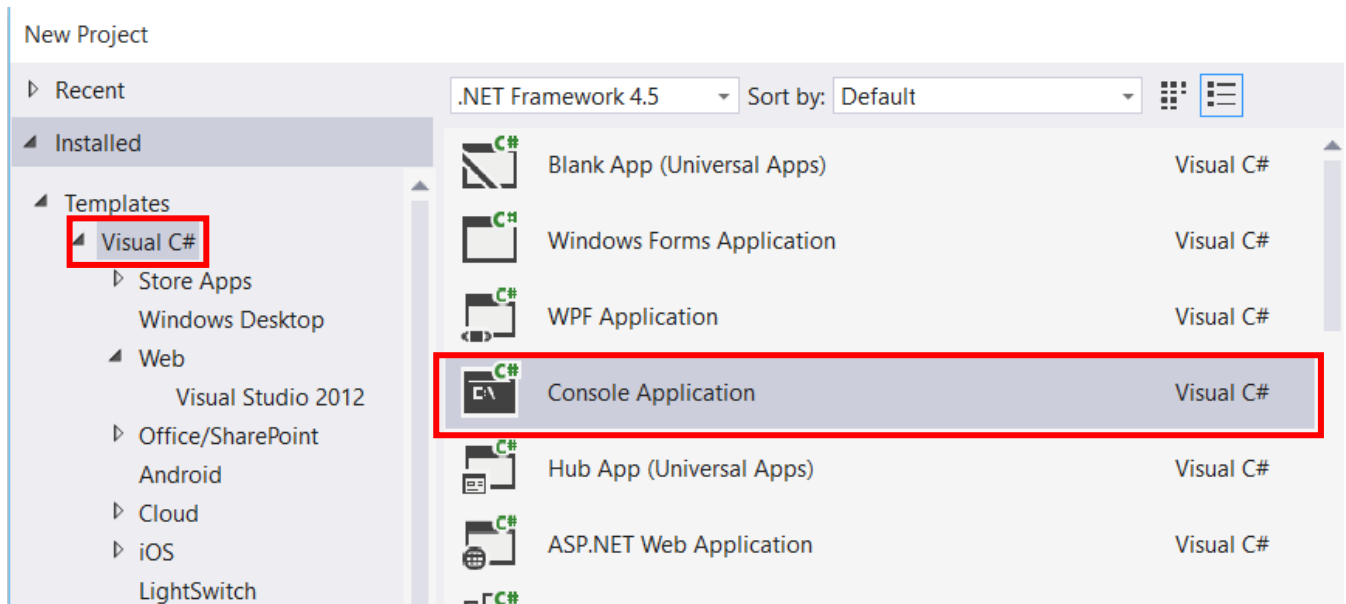 New Project
Recent
Installed
Templates
Visual C#
Store Apps
Windows Desktop
Web
Visual Studio 2012
Office/SharePoint
Android
Cloud
iOS
LightSwitch
.NET Framework 4.5 Sort by: Default
C# Blank App (Universal Apps) Visual C#
C# Windows Forms Application Visual C#
C# WPF Application Visual C#
C# C:\ Console Application Visual C#
C# Hub App (Universal Apps) Visual C#
C# ASP.NET Web Application Visual C#
C#